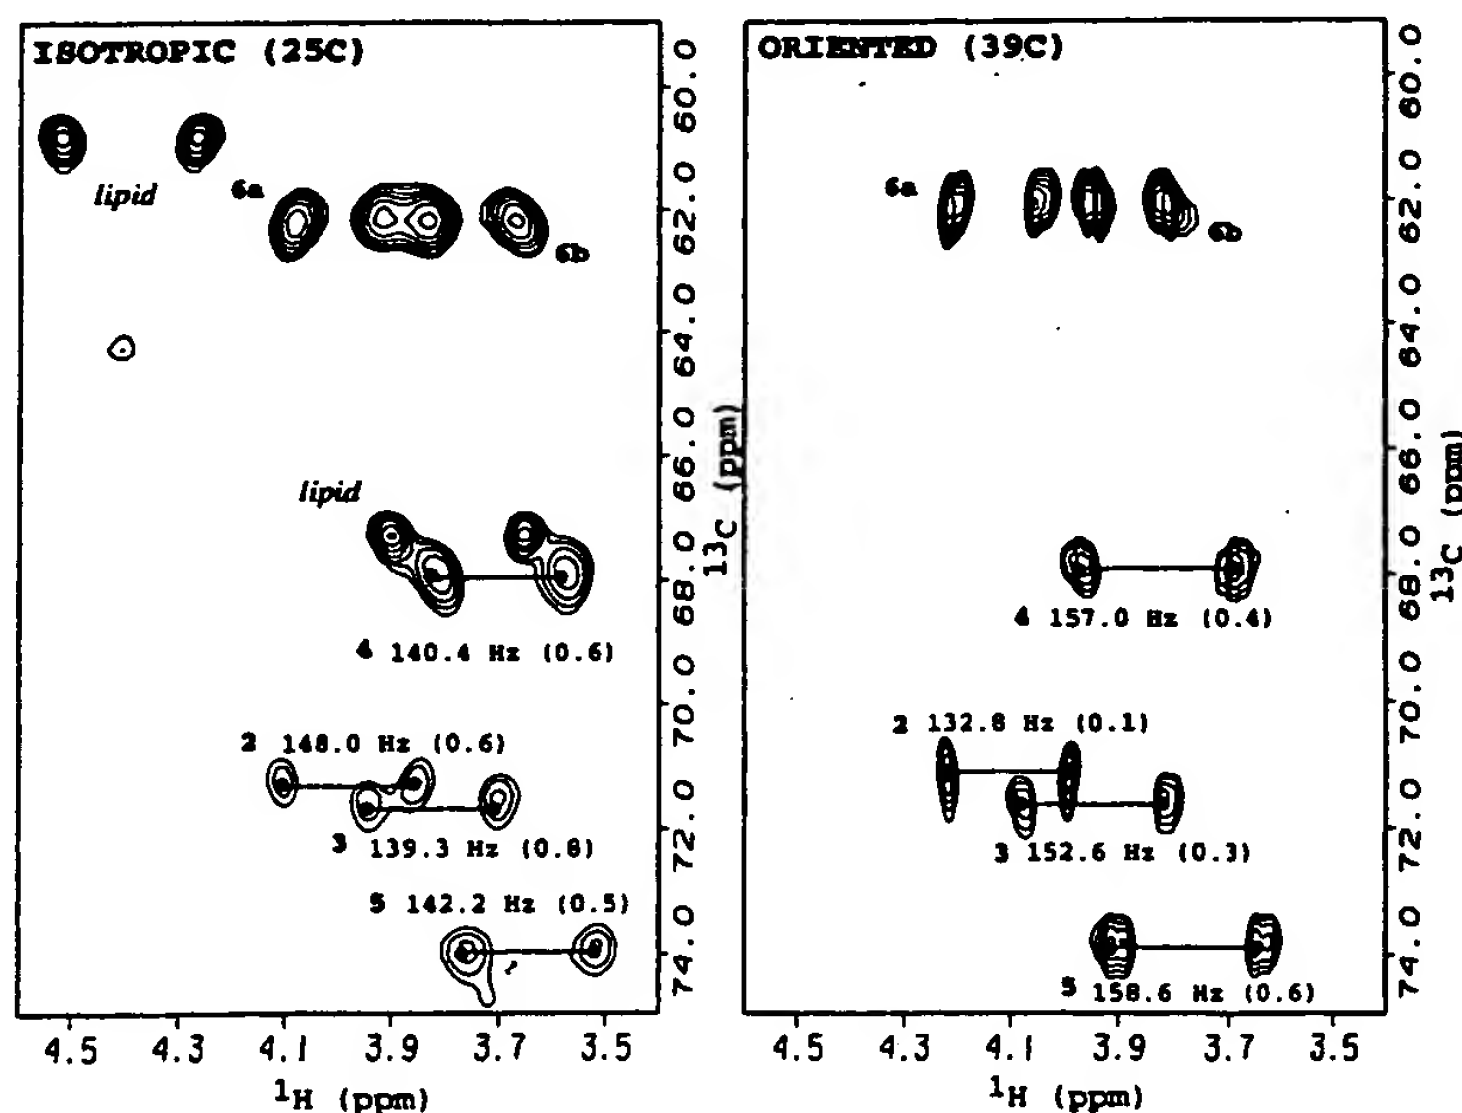 ISOTROPIC (25C)
lipid
6a
6b
lipid
4 140.4 Hz (0.6)
2 148.0 Hz (0.6)
3 139.3 Hz (0.8)
5 142.2 Hz (0.5)
?
4.5 4.3 4.1 3.9 3.7 3.5
1H (ppm)
60.0
62.0
64.0
66.0
68.0
70.0
72.0
74.0
13C (ppm)
ORIENTED (39C)
6a
6b
4 157.0 Hz (0.4)
2 132.8 Hz (0.1)
3 152.6 Hz (0.3)
5 158.6 Hz (0.6)
4.5 4.3 4.1 3.9 3.7 3.5
1H (ppm)
60.0
62.0
64.0
66.0
68.0
70.0
72.0
74.0
13C (ppm)